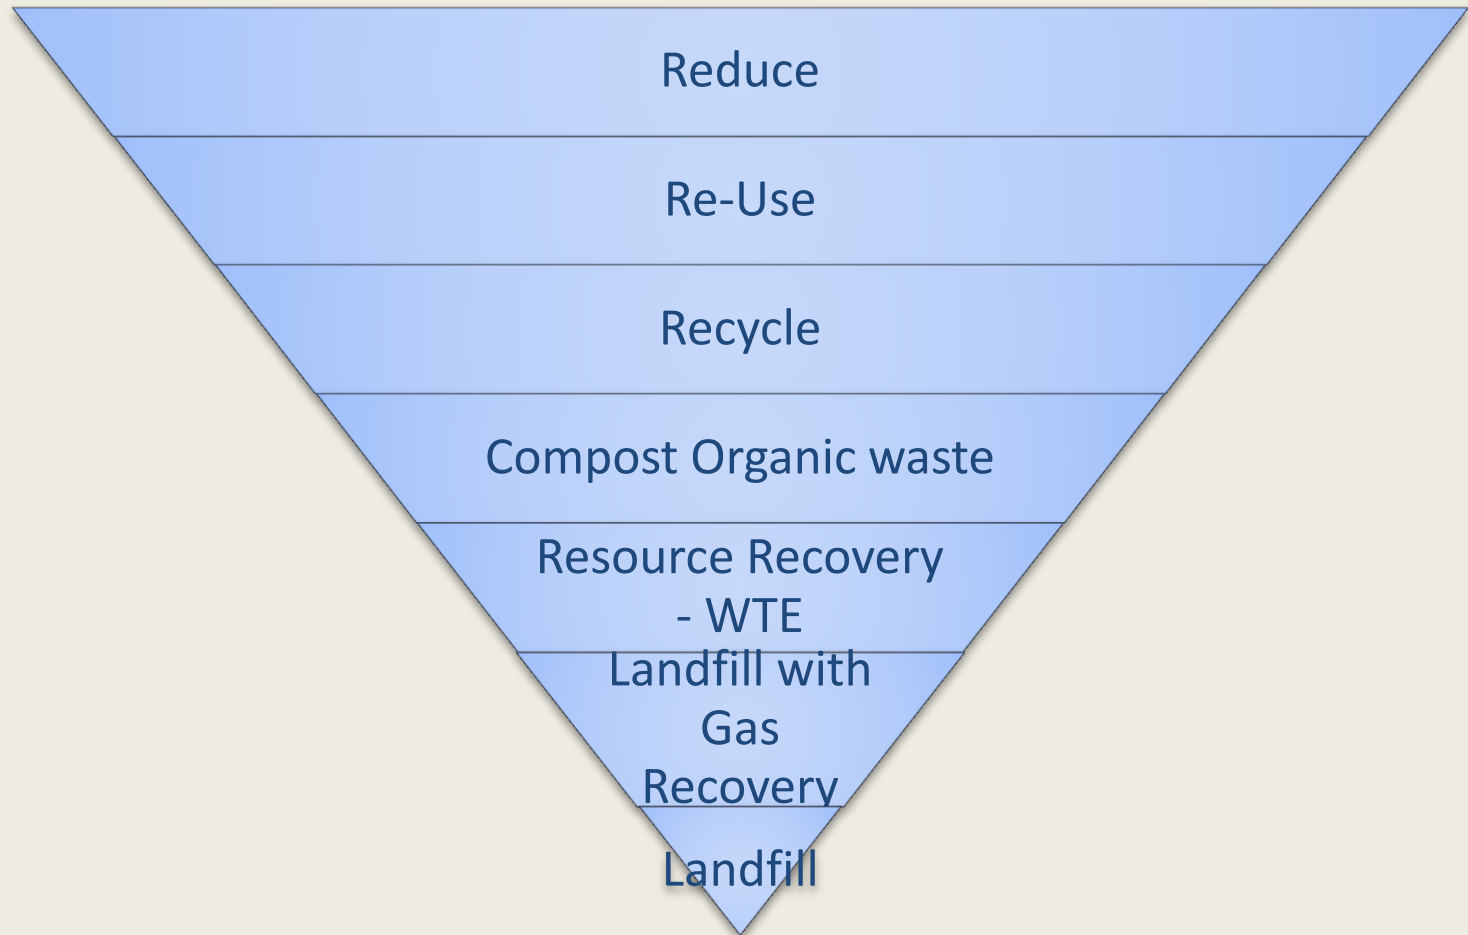 Reduce
Re-Use
Recycle
Compost Organic waste
Resource Recovery
- WTE
Landfill with
Gas
Recovery
Landfill